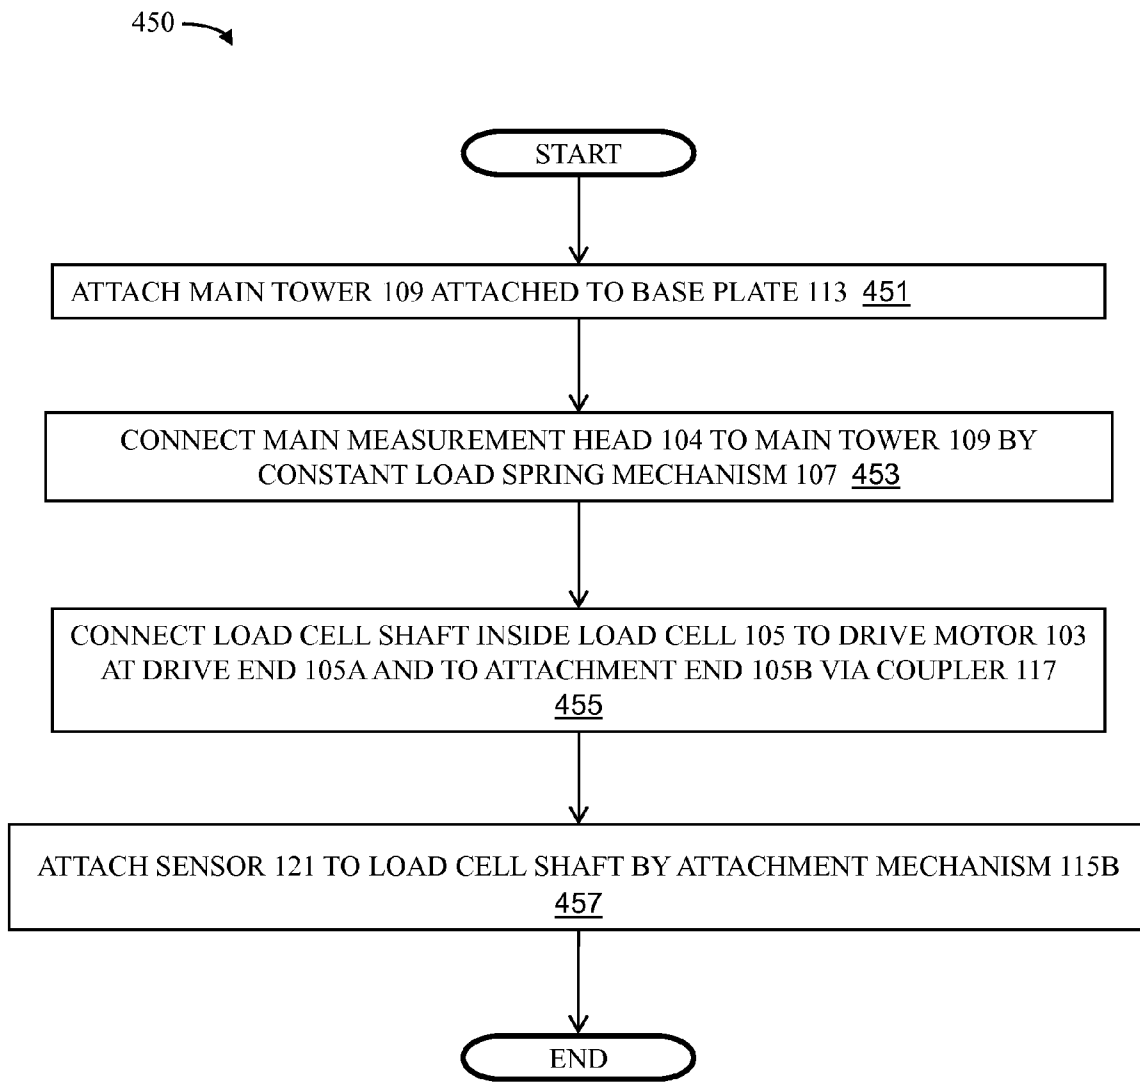 450
START
ATTACH MAIN TOWER 109 ATTACHED TO BASE PLATE 113 451
CONNECT MAIN MEASUREMENT HEAD 104 TO MAIN TOWER 109 BY
CONSTANT LOAD SPRING MECHANISM 107 453
CONNECT LOAD CELL SHAFT INSIDE LOAD CELL 105 TO DRIVE MOTOR 103
AT DRIVE END 105A AND TO ATTACHMENT END 105B VIA COUPLER 117
455
ATTACH SENSOR 121 TO LOAD CELL SHAFT BY ATTACHMENT MECHANISM 115B
457
END